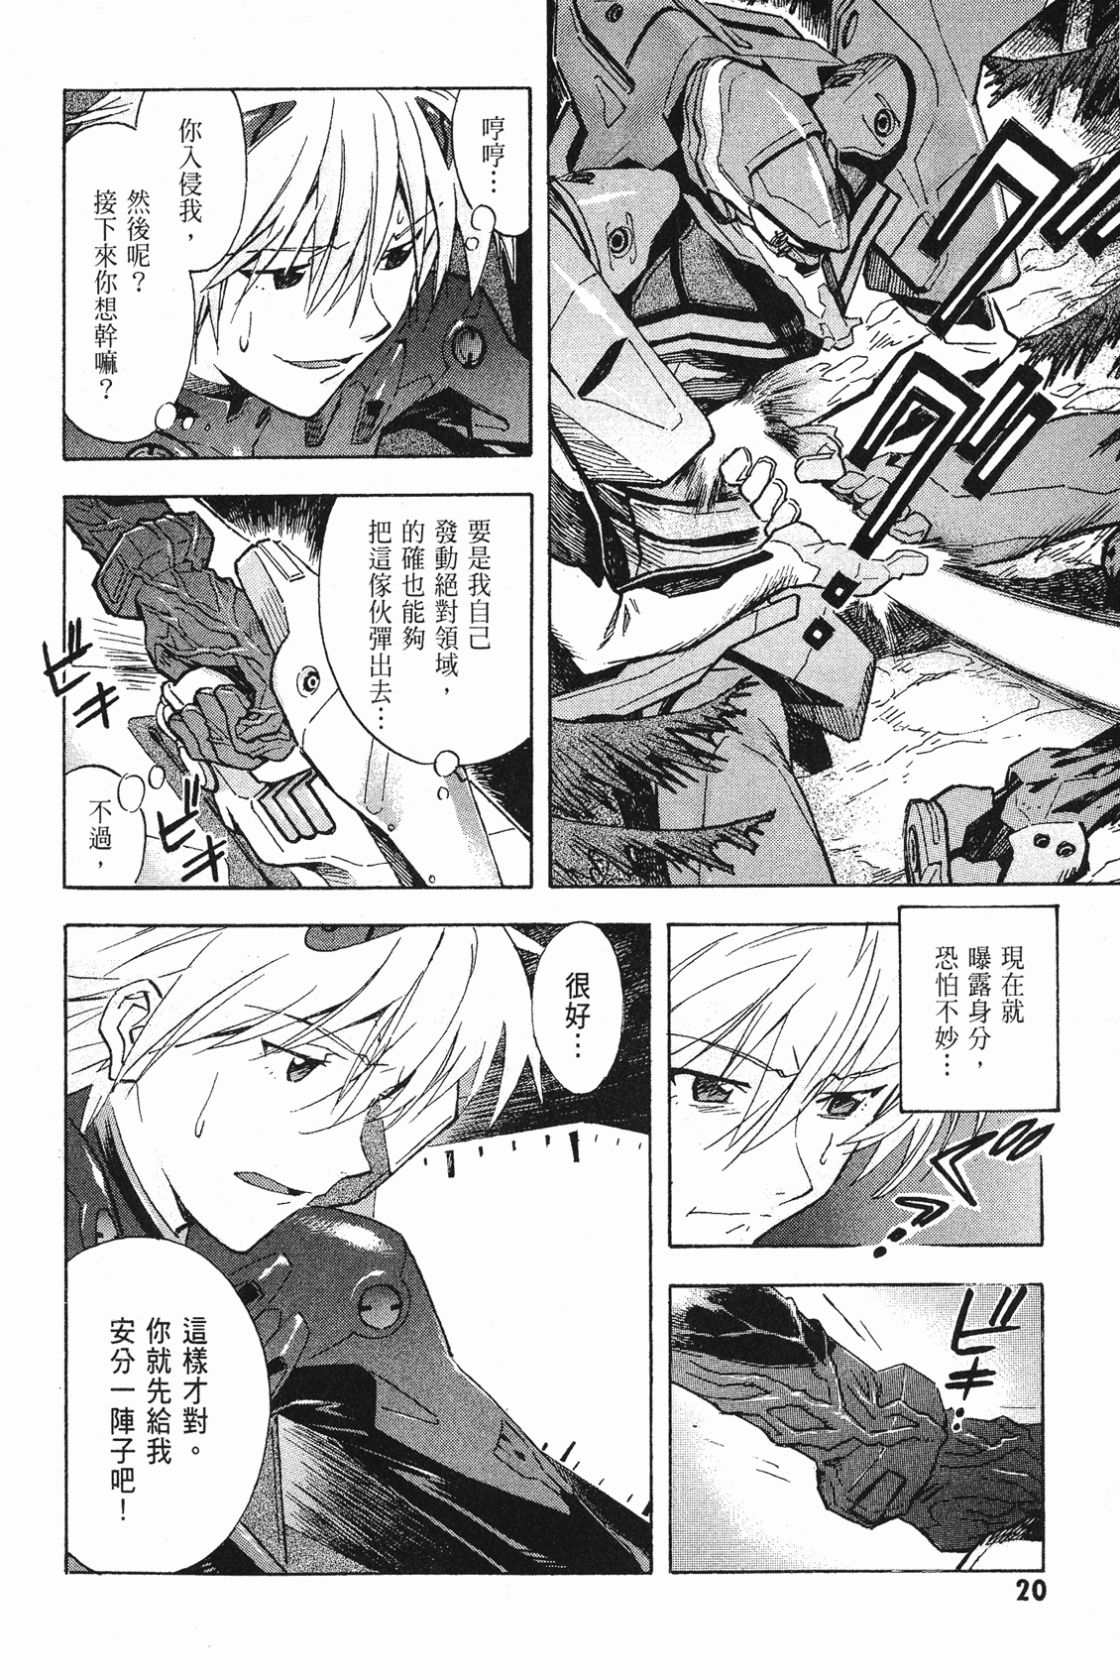 ググググ…
哼哼…
你入侵我，
然後呢？
接下來你想幹嘛？
要是我自己
發動絕對領域，
的確也能夠
把這傢伙彈出去…
不過，
ビキ
ビキ
現在就
曝露身分，
恐怕不妙…
ビキ
很好…
這樣才對。
你就先給我
安分一陣子吧！
20